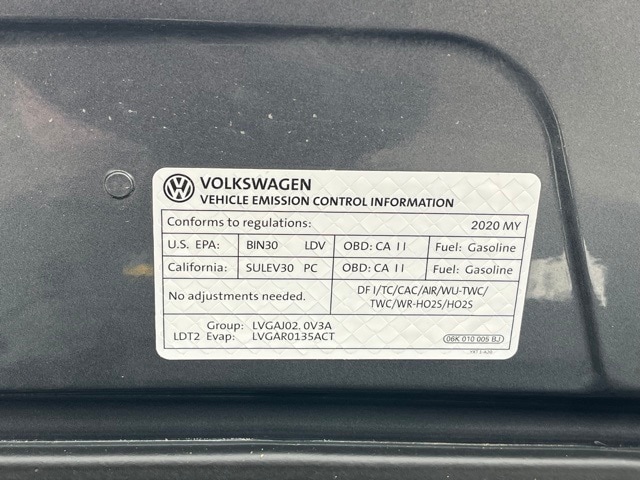 VOLKSWAGEN
VEHICLE EMISSION CONTROL INFORMATION
Conforms to regulations: 2020 MY
U.S. EPA: BIN30 LDV OBD: CA II Fuel: Gasoline
California: SULEV30 PC OBD: CA II Fuel: Gasoline
No adjustments needed. DFI/TC/CAC/AIR/WU-TWC/
TWC/WR-HO2S/HO2S
Group: LVGAJ02.0V3A
LDT2 Evap: LVGAR0135ACT
06K 010 005 BJ